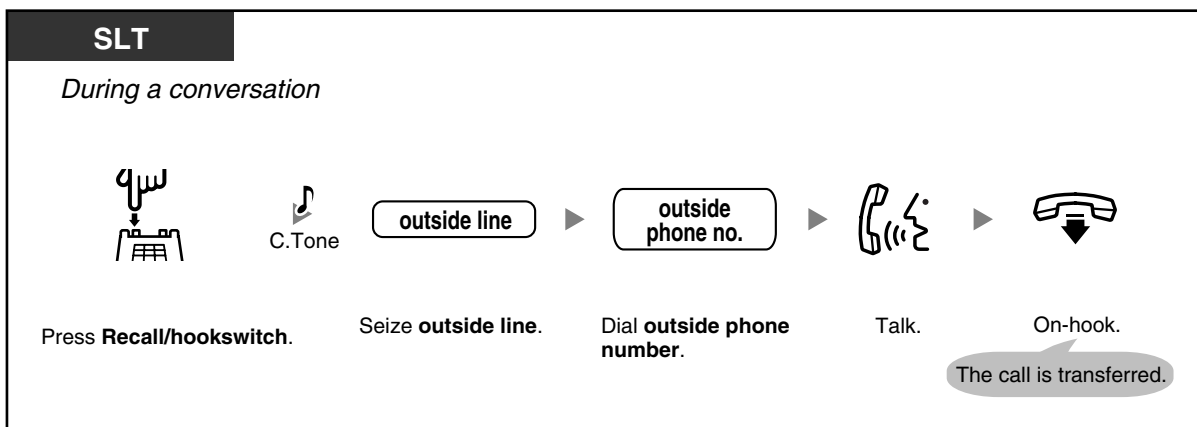 SLT
During a conversation
C.Tone
outside line
outside
phone no.
Press Recall/hookswitch.
Seize outside line.
Dial outside phone
number.
Talk.
On-hook.
The call is transferred.